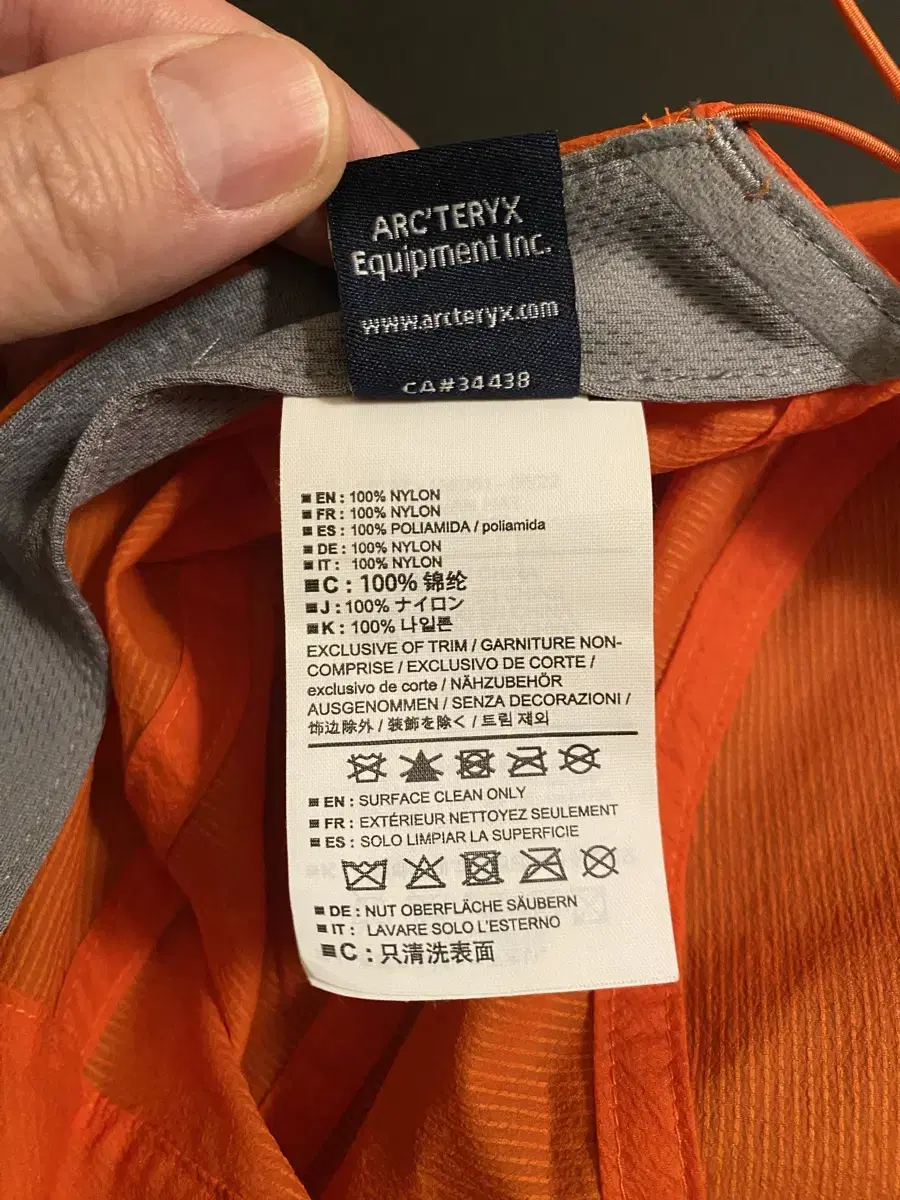 ARC'TERYX
Equipment Inc.
www.arcteryx.com
CA#34438
EN : 100% NYLON
FR : 100% NYLON
ES : 100% POLIAMIDA / poliamida
DE : 100% NYLON
IT : 100% NYLON
C : 100% 锦纶
J : 100% ナイロン
K : 100% 나일론
EXCLUSIVE OF TRIM / GARNITURE NON-
COMPRISE / EXCLUSIVO DE CORTE /
exclusivo de corte / NÄHZUBEHÖR
AUSGENOMMEN / SENZA DECORAZIONI /
饰边除外 / 装飾を除く / 트림 제외
EN : SURFACE CLEAN ONLY
FR : EXTÉRIEUR NETTOYEZ SEULEMENT
ES : SOLO LIMPIAR LA SUPERFICIE
DE : NUT OBERFLÄCHE SÄUBERN
IT : LAVARE SOLO L'ESTERNO
C : 只清洗表面